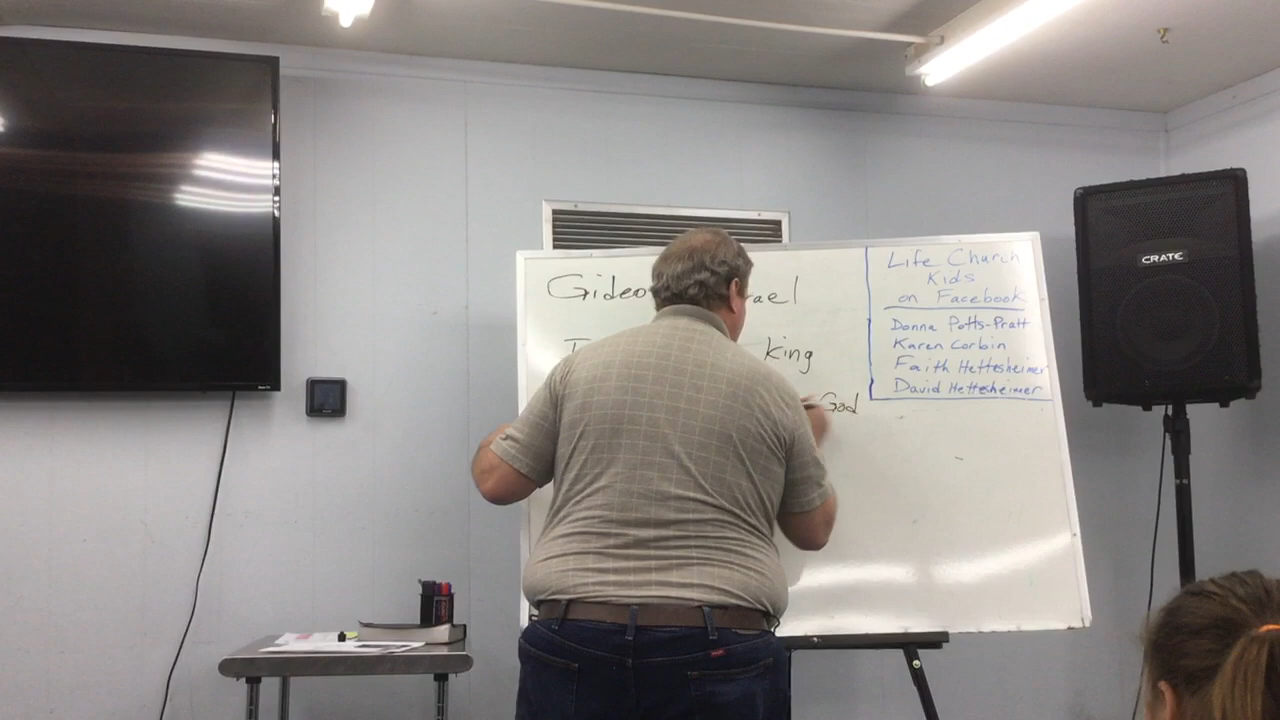 Gideo rael
king
God
Life Church
Kids
on Facebook
Donna Potts-Pratt
Karen Corbin
Faith Hettesheimer
David Hettesheimer
CRATE